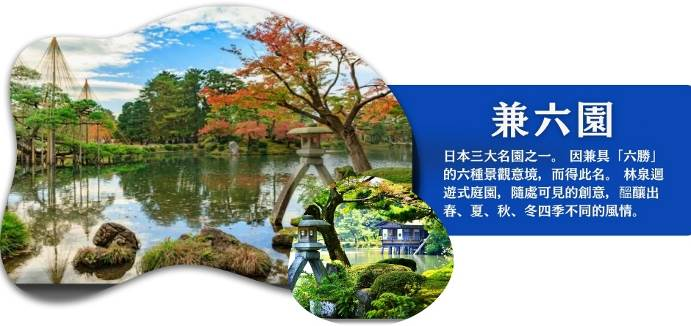 兼六園
日本三大名園之一。 因兼具「六勝」
的六種景觀意境，而得此名。 林泉迴
遊式庭園，隨處可見的創意，醞釀出
春、夏、秋、冬四季不同的風情。